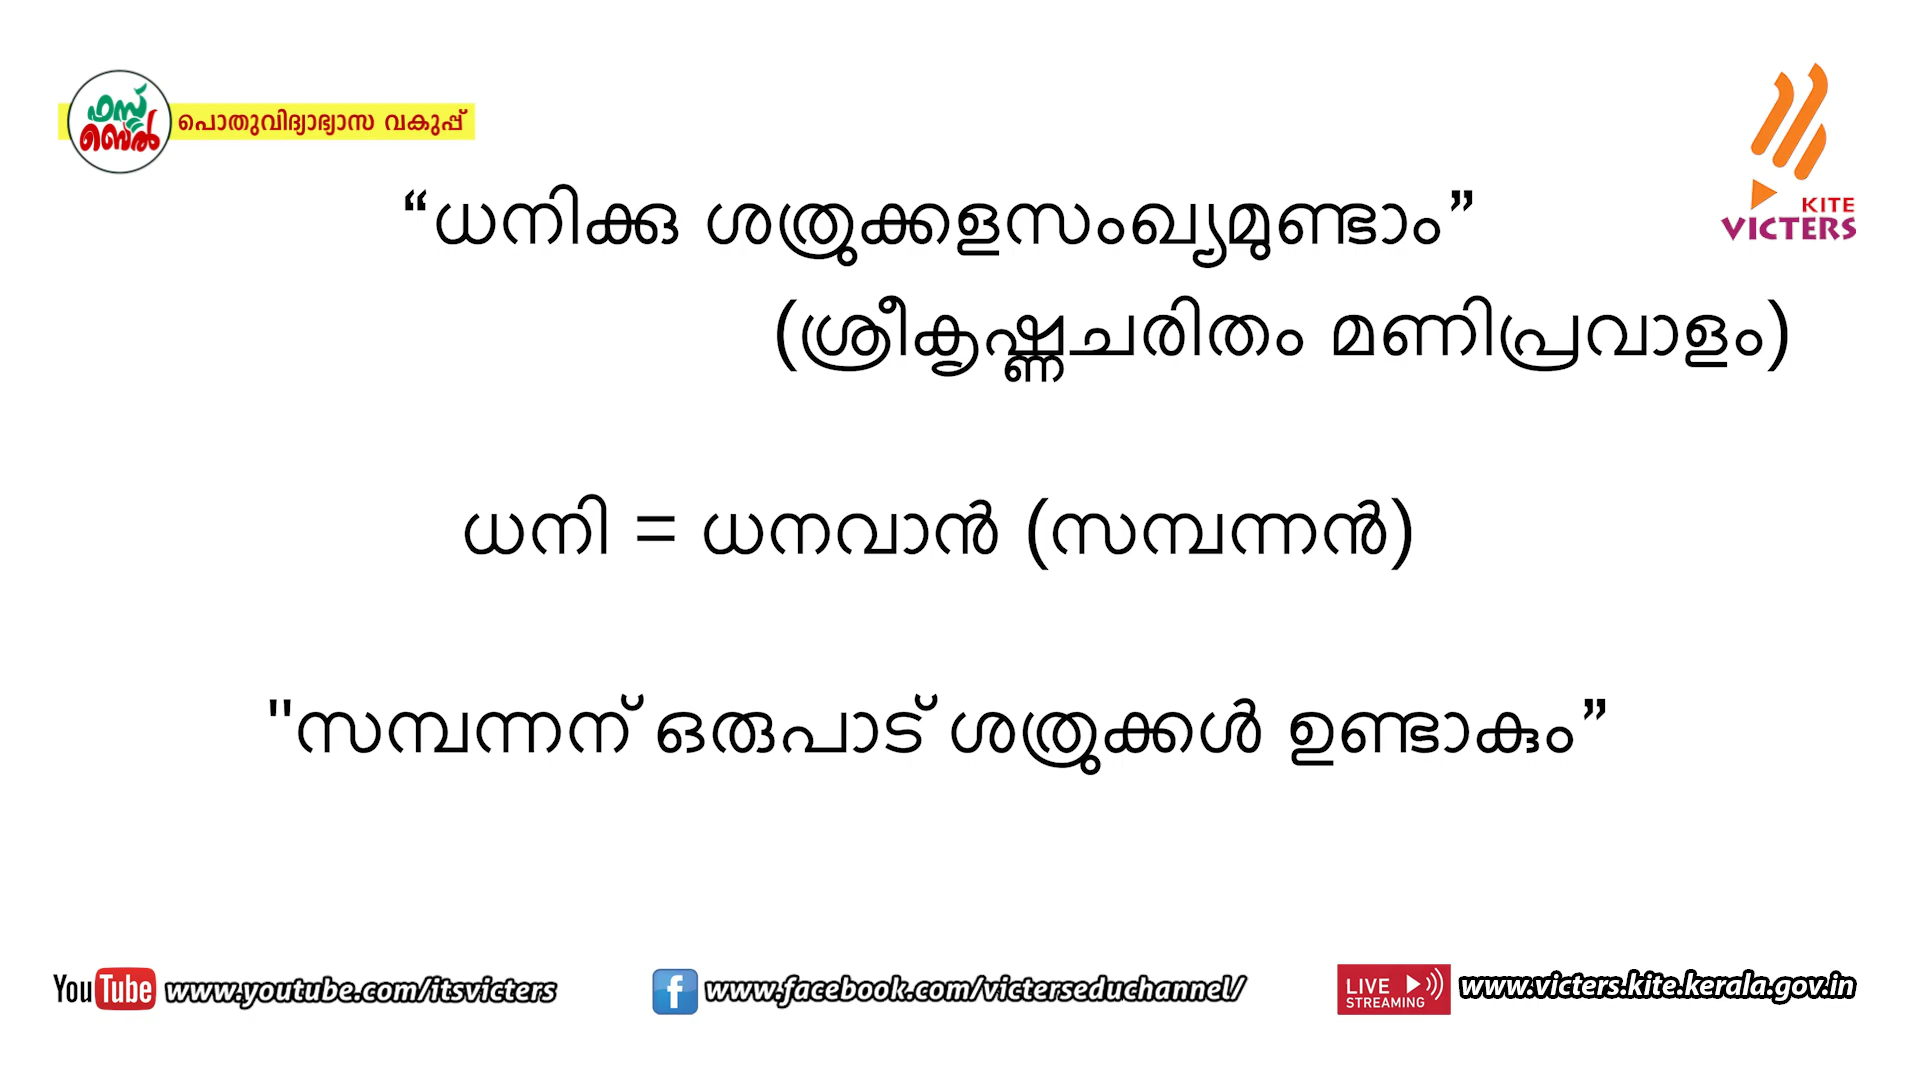 ഫസ്റ്റ്
ബെൽ
പൊതുവിദ്യാഭ്യാസ വകുപ്പ്
KITE
VICTERS
“ധനിക്കു ശത്രുക്കളസംഖ്യമുണ്ടാം”
(ശ്രീകൃഷ്ണചരിതം മണിപ്രവാളം)
ധനി = ധനവാൻ (സമ്പന്നൻ)
"സമ്പന്നന് ഒരുപാട് ശത്രുക്കൾ ഉണ്ടാകും”
YouTube www.youtube.com/itsvicters
f www.facebook.com/victerseduchannel/
LIVE STREAMING www.victers.kite.kerala.gov.in